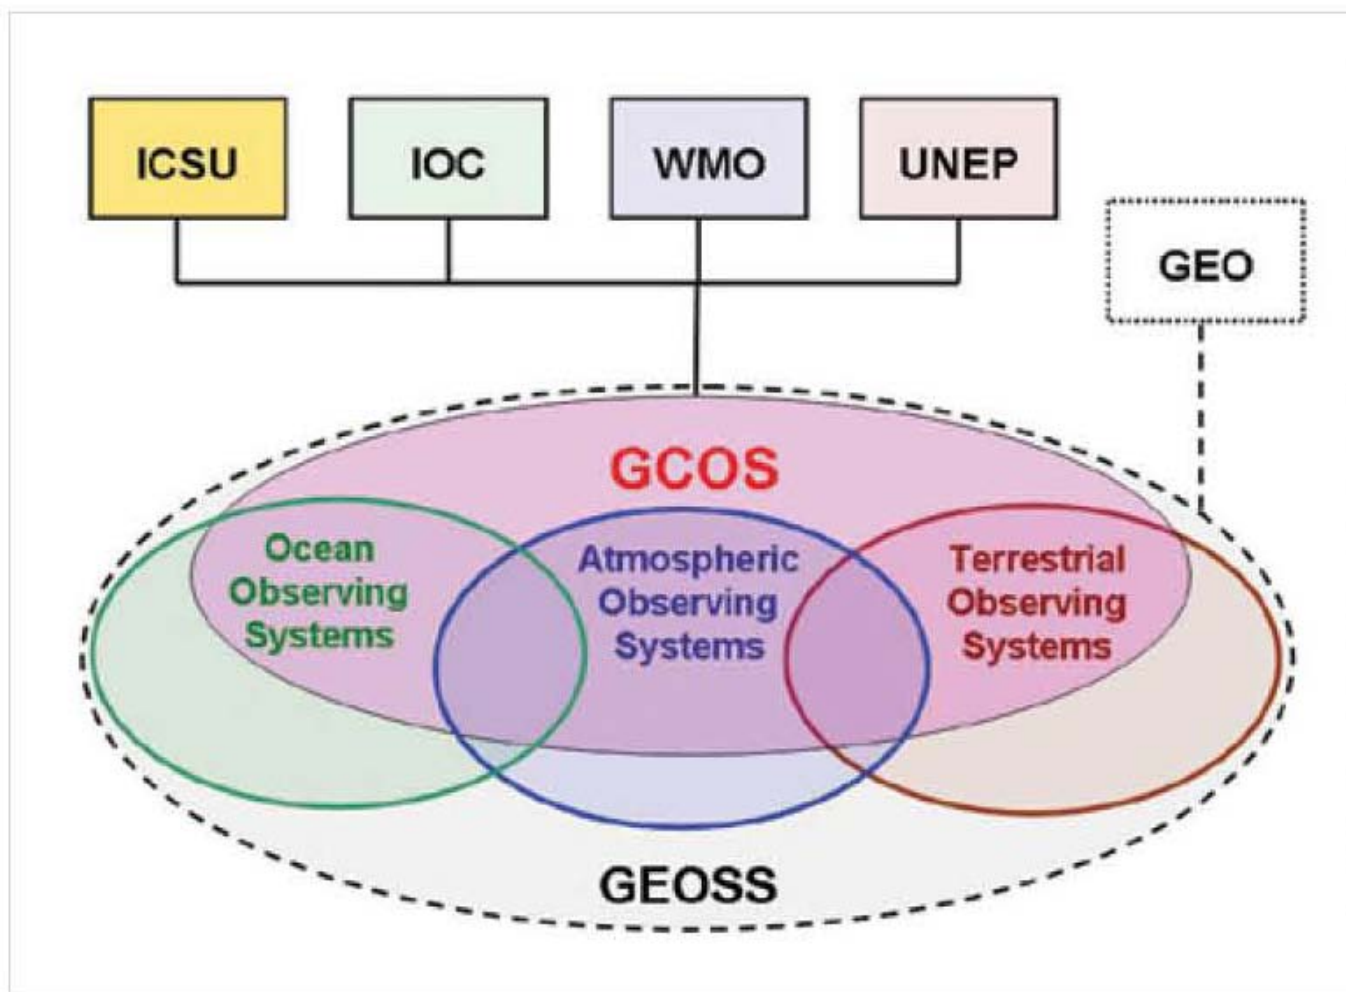 ICSU
IOC
WMO
UNEP
GEO
GCOS
Ocean
Observing
Systems
Atmospheric
Observing
Systems
Terrestrial
Observing
Systems
GEOSS